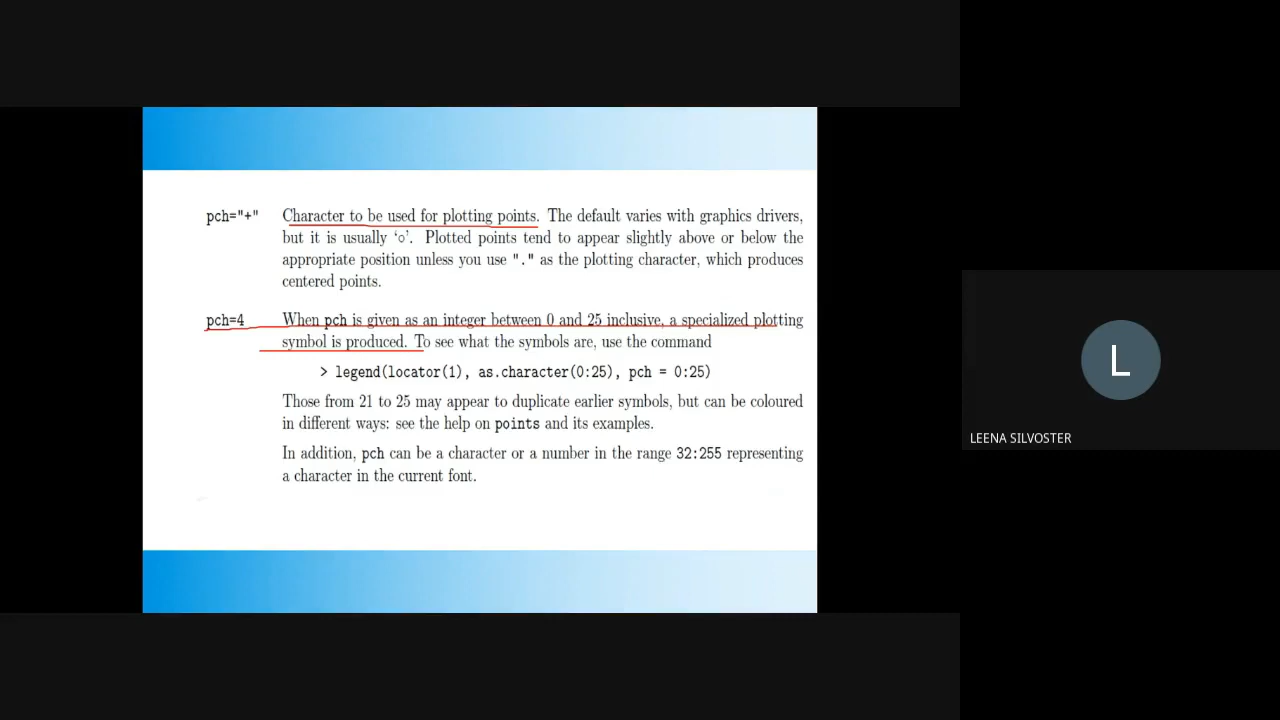 pch="+" Character to be used for plotting points. The default varies with graphics drivers,
but it is usually ‘○’. Plotted points tend to appear slightly above or below the
appropriate position unless you use "." as the plotting character, which produces
centered points.
pch=4 When pch is given as an integer between 0 and 25 inclusive, a specialized plotting
symbol is produced. To see what the symbols are, use the command
> legend(locator(1), as.character(0:25), pch = 0:25)
Those from 21 to 25 may appear to duplicate earlier symbols, but can be coloured
in different ways: see the help on points and its examples.
In addition, pch can be a character or a number in the range 32:255 representing
a character in the current font.
L
LEENA SILVOSTER